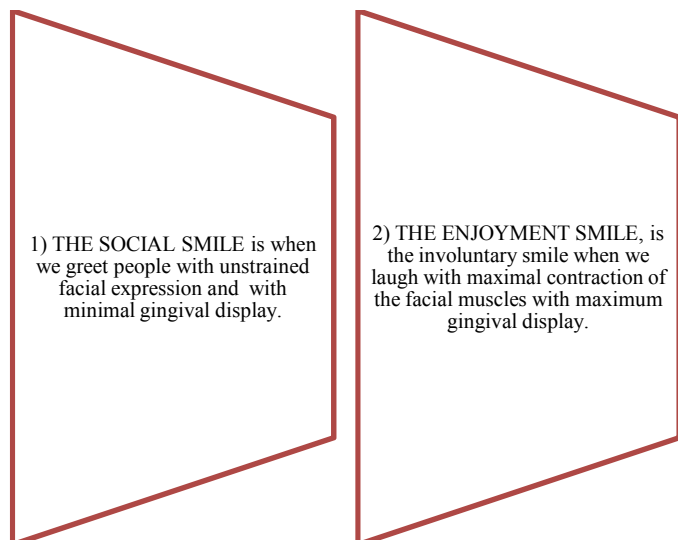 1) THE SOCIAL SMILE is when
we greet people with unstrained
facial expression and with
minimal gingival display.
2) THE ENJOYMENT SMILE, is
the involuntary smile when we
laugh with maximal contraction of
the facial muscles with maximum
gingival display.